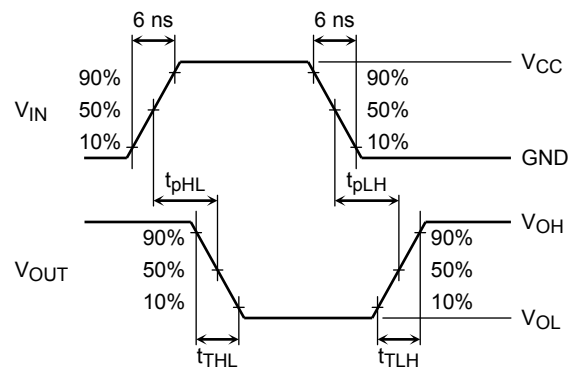 6 ns 6 ns
VCC
90% 90%
VIN 50% 50%
10% 10%
GND
tpHL tpLH
VOH
90% 90%
VOUT 50% 50%
10% 10%
VOL
tTHL tTLH